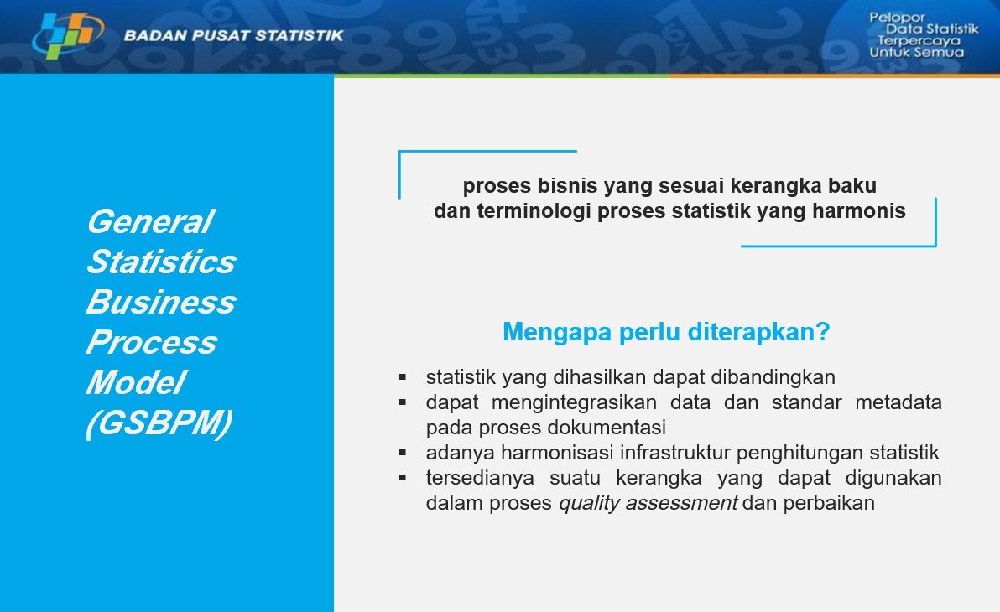 BADAN PUSAT STATISTIK
Pelopor
Data Statistik
Terpercaya
Untuk Semua
General
Statistics
Business
Process
Model
(GSBPM)
proses bisnis yang sesuai kerangka baku
dan terminologi proses statistik yang harmonis
Mengapa perlu diterapkan?
▪ statistik yang dihasilkan dapat dibandingkan
▪ dapat mengintegrasikan data dan standar metadata
pada proses dokumentasi
▪ adanya harmonisasi infrastruktur penghitungan statistik
▪ tersedianya suatu kerangka yang dapat digunakan
dalam proses quality assessment dan perbaikan